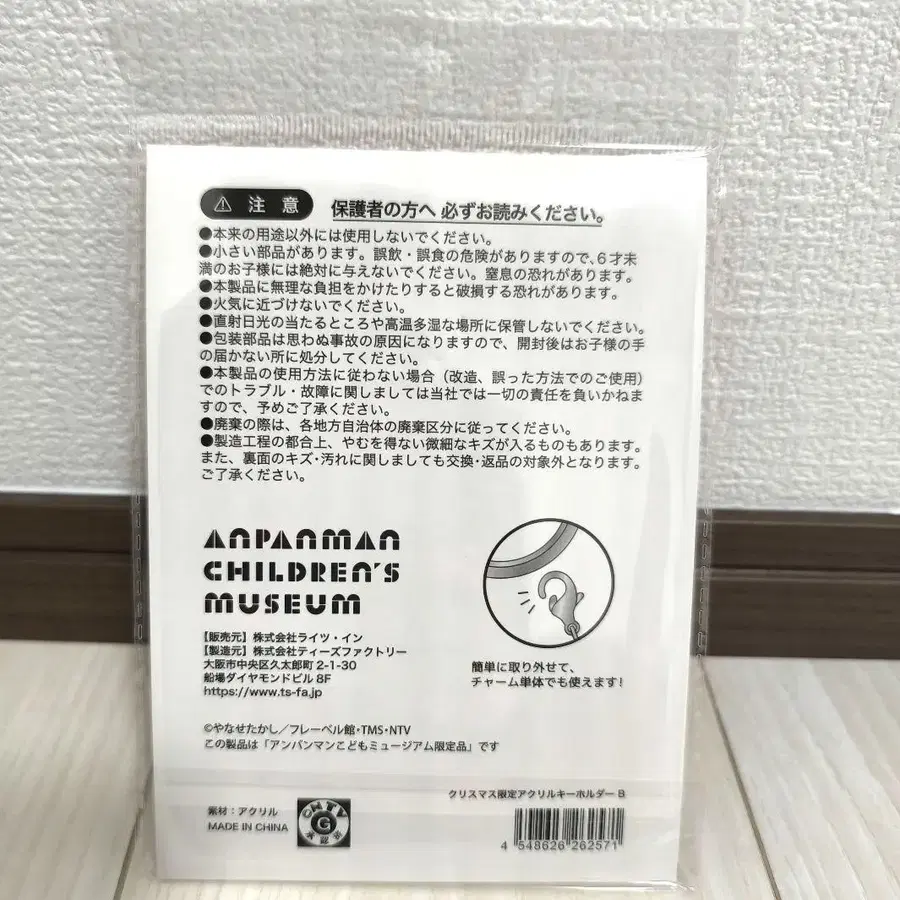 ⚠ 注意 保護者の方へ 必ずお読みください。
●本来の用途以外には使用しないでください。
●小さい部品があります。誤飲・誤食の危険がありますので、6才未
満のお子様には絶対に与えないでください。窒息の恐れがあります。
●本製品に無理な負担をかけたりすると破損する恐れがあります。
●火気に近づけないでください。
●直射日光の当たるところや高温多湿な場所に保管しないでください。
●包装部品は思わぬ事故の原因になりますので、開封後はお子様の手
の届かない所に処分してください。
●本製品の使用方法に従わない場合（改造、誤った方法でのご使用）
でのトラブル・故障に関しましては当社では一切の責任を負いかねま
すので、予めご了承ください。
●廃棄の際は、各地方自治体の廃棄区分に従ってください。
●製造工程の都合上、やむを得ない微細なキズが入るものもあります。
また、裏面のキズ・汚れに関しましても交換・返品の対象外となります。
ご了承ください。
ANPANMAN
CHILDREN'S
MUSEUM
【販売元】株式会社ライツ・イン
【製造元】株式会社ティーズファクトリー
大阪市中央区久太郎町 2-1-30
船場ダイヤモンドビル 8F
https://www.ts-fa.jp
簡単に取り外せて、
チャーム単体でも使えます!
©やなせたかし／フレーベル館・TMS・NTV
この製品は「アンパンマンこどもミュージアム限定品」です
クリスマス限定アクリルキーホルダー B
素材：アクリル
MADE IN CHINA
NTV
G
4 548626 262571